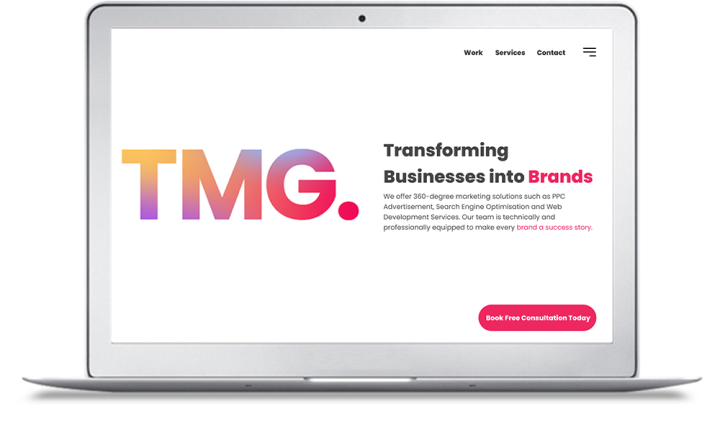 Work Services Contact
TMG.
Transforming
Businesses into Brands
We offer 360-degree marketing solutions such as PPC
Advertisement, Search Engine Optimisation and Web
Development Services. Our team is technically and
professionally equipped to make every brand a success story.
Book Free Consultation Today